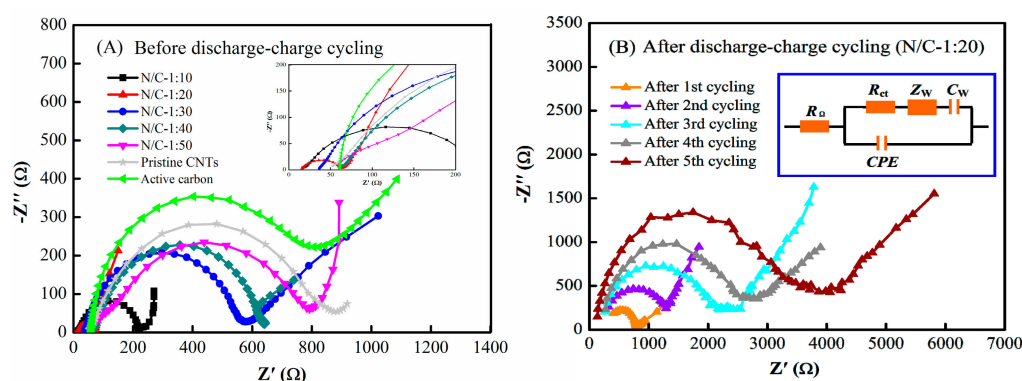 (A) Before discharge-charge cycling
N/C-1:10
N/C-1:20
N/C-1:30
N/C-1:40
N/C-1:50
Pristine CNTs
Active carbon
-Z'' (Ω)
800
700
600
500
400
300
200
100
0
0 200 400 600 800 1000 1200 1400
Z' (Ω)
-Z'' (Ω)
200
150
100
50
0
0 50 100 150 200
Z' (Ω)
(B) After discharge-charge cycling (N/C-1:20)
After 1st cycling
After 2nd cycling
After 3rd cycling
After 4th cycling
After 5th cycling
RΩ Rct ZW CW
CPE
-Z'' (Ω)
3500
3000
2500
2000
1500
1000
500
0
0 1000 2000 3000 4000 5000 6000 7000
Z' (Ω)